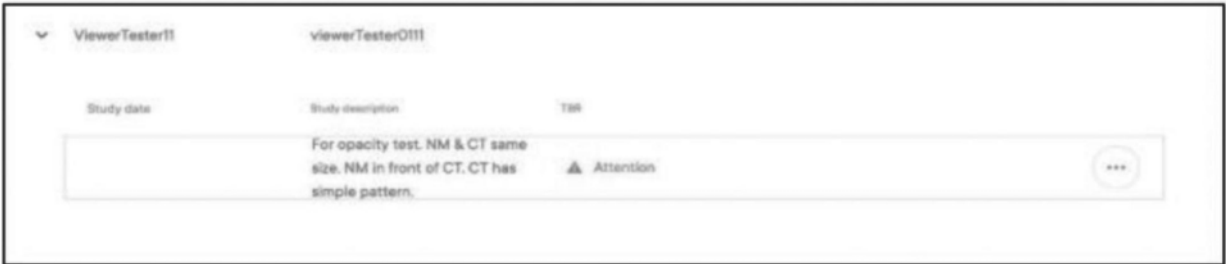 ViewerTester11 viewerTester0111
Study date Study description TBR
For opacity test. NM & CT same
size. NM in front of CT. CT has
simple pattern.
Attention